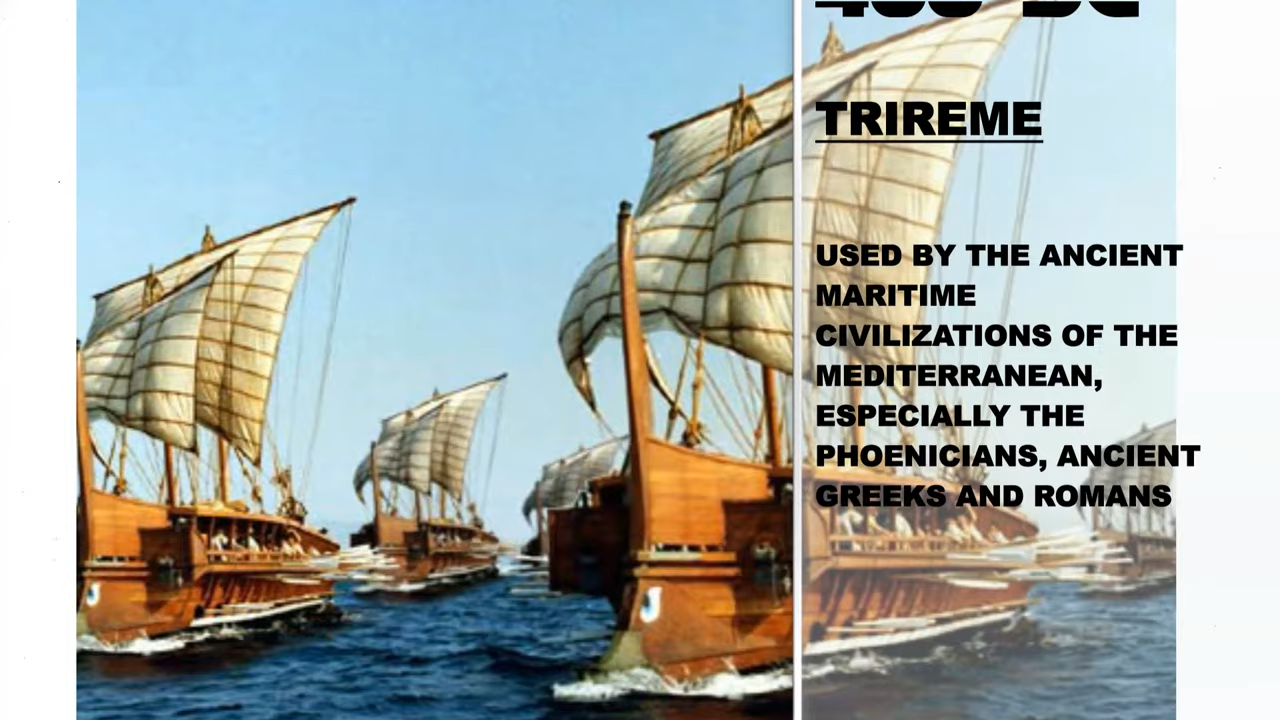 TRIREME
USED BY THE ANCIENT
MARITIME
CIVILIZATIONS OF THE
MEDITERRANEAN,
ESPECIALLY THE
PHOENICIANS, ANCIENT
GREEKS AND ROMANS